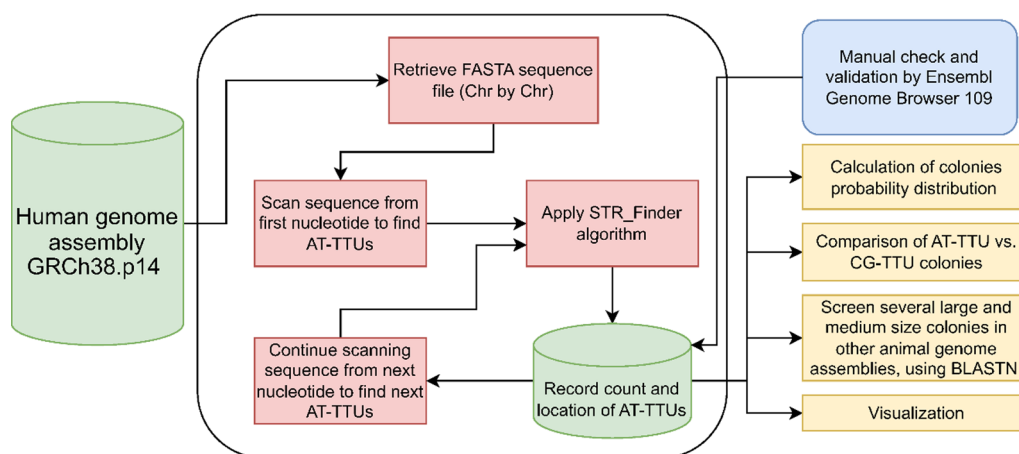 Human genome
assembly
GRCh38.p14
Retrieve FASTA sequence
file (Chr by Chr)
Scan sequence from
first nucleotide to find
AT-TTUs
Apply STR_Finder
algorithm
Continue scanning
sequence from next
nucleotide to find next
AT-TTUs
Record count and
location of AT-TTUs
Manual check and
validation by Ensembl
Genome Browser 109
Calculation of colonies
probability distribution
Comparison of AT-TTU vs.
CG-TTU colonies
Screen several large and
medium size colonies in
other animal genome
assemblies, using BLASTN
Visualization